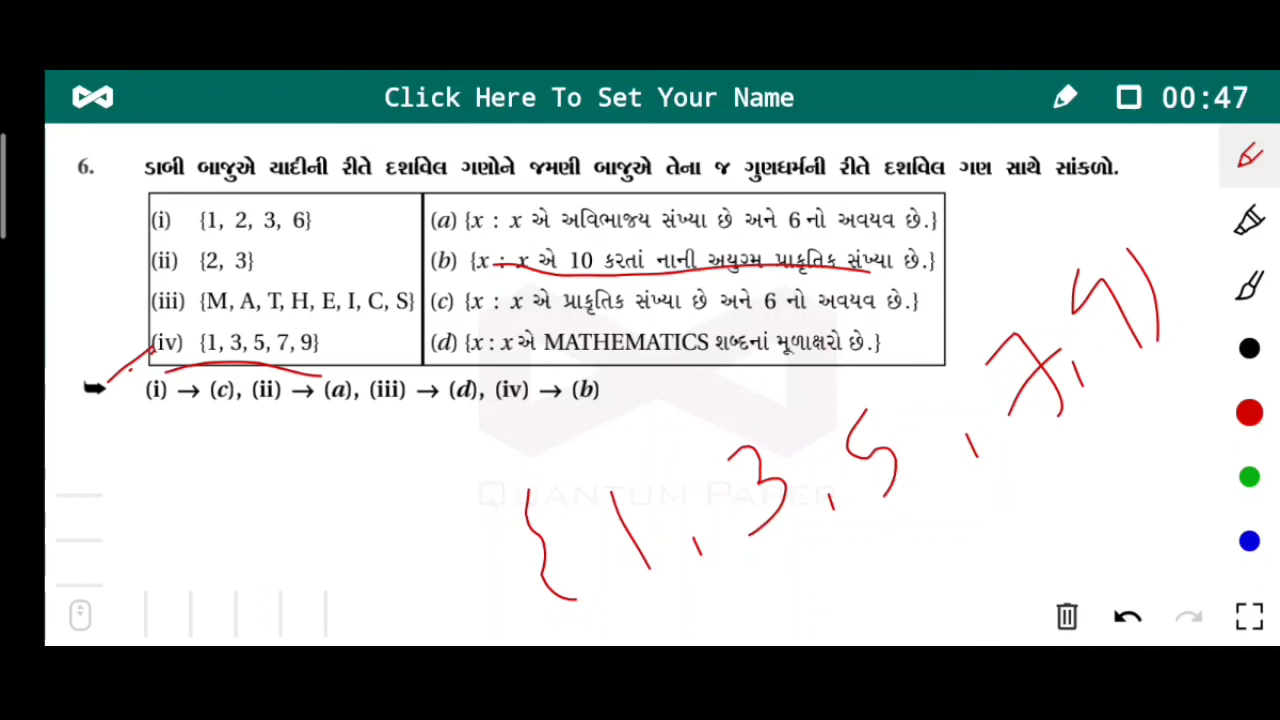 Click Here To Set Your Name 00:47
6. ડાબી બાજુએ યાદીની રીતે દર્શાવેલ ગણોને જમણી બાજુએ તેના જ ગુણધર્મની રીતે દર્શાવેલ ગણ સાથે સાંકળો.
(i) {1, 2, 3, 6} (a) {x : x એ અવિભાજ્ય સંખ્યા છે અને 6 નો અવયવ છે.}
(ii) {2, 3} (b) {x : x એ 10 કરતાં નાની અયુગ્મ પ્રાકૃતિક સંખ્યા છે.}
(iii) {M, A, T, H, E, I, C, S} (c) {x : x એ પ્રાકૃતિક સંખ્યા છે અને 6 નો અવયવ છે.}
(iv) {1, 3, 5, 7, 9} (d) {x : x એ MATHEMATICS શબ્દનાં મૂળાક્ષરો છે.}
➥ (i) → (c), (ii) → (a), (iii) → (d), (iv) → (b)
{1, 3, 5, 7, 9}
QUANTUM PAPER